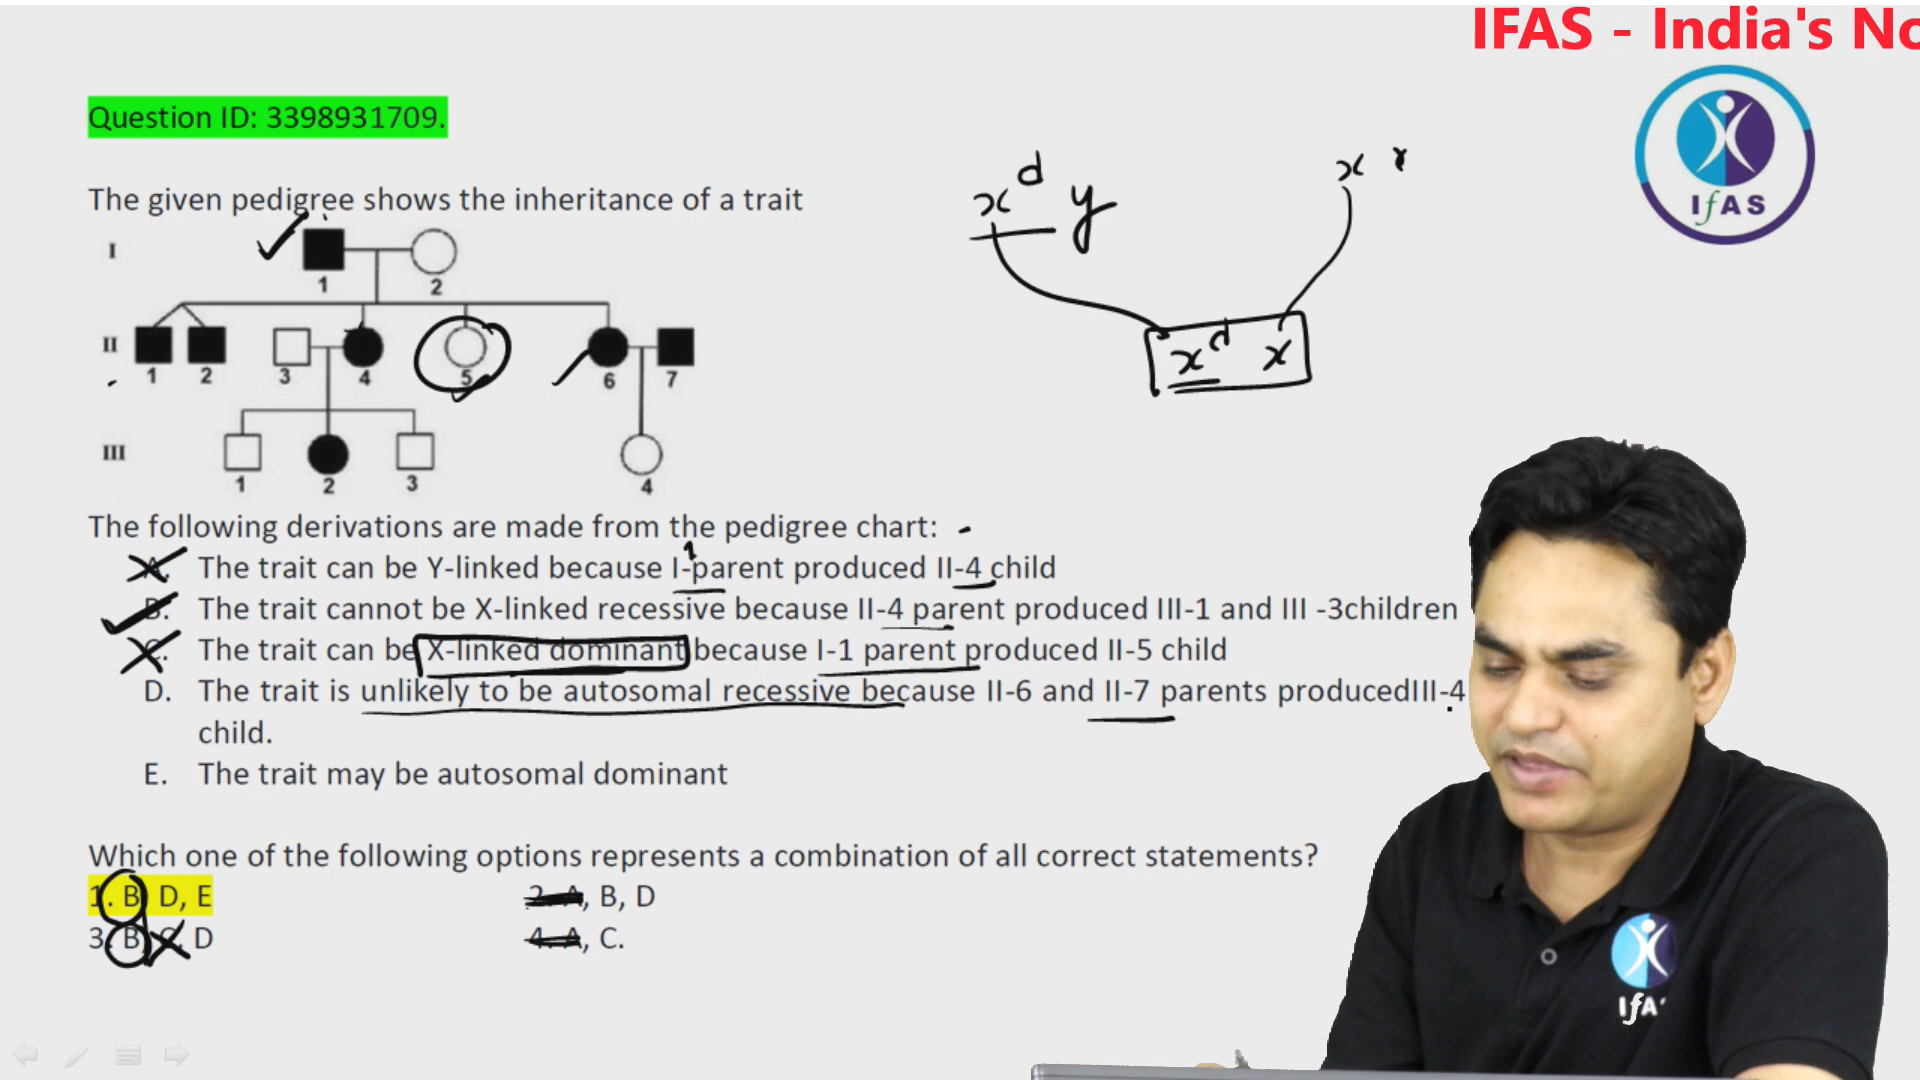 IFAS - India's No
Question ID: 3398931709.
The given pedigree shows the inheritance of a trait
x^d y
x x
x^d x
IfAS
I
1 2
II
1 2 3 4 5 6 7
III
1 2 3 4
The following derivations are made from the pedigree chart:
A. The trait can be Y-linked because I-1 parent produced II-4 child
B. The trait cannot be X-linked recessive because II-4 parent produced III-1 and III -3children
C. The trait can be X-linked dominant because I-1 parent produced II-5 child
D. The trait is unlikely to be autosomal recessive because II-6 and II-7 parents producedIII-4
child.
E. The trait may be autosomal dominant
Which one of the following options represents a combination of all correct statements?
1. B, D, E
2. A, B, D
3. B, C, D
4. A, C.
IfA